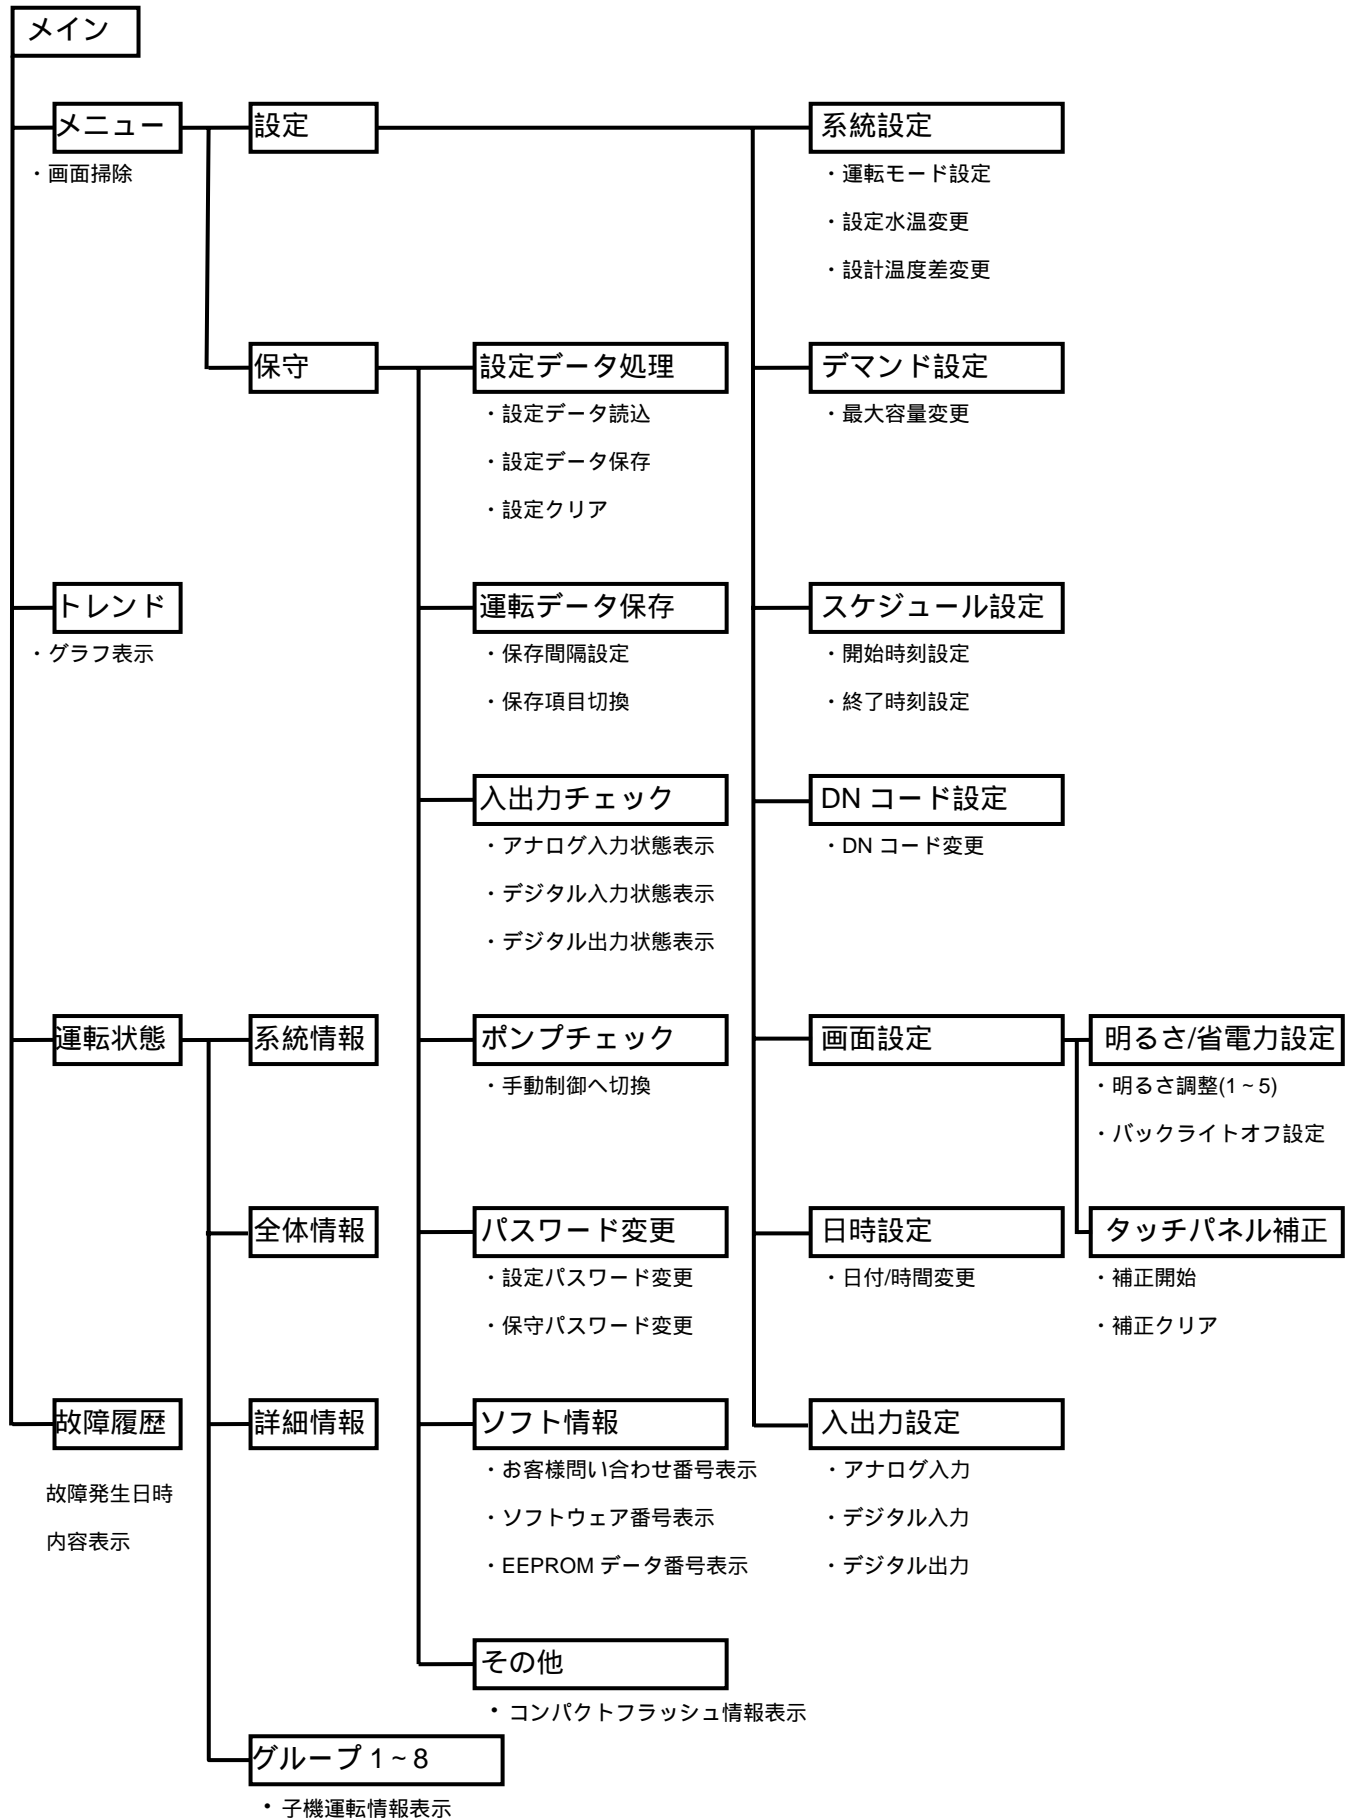 メイン
メニュー
・画面掃除
設定
系統設定
・運転モード設定
・設定水温変更
・設計温度差変更
保守
設定データ処理
・設定データ読込
・設定データ保存
・設定クリア
デマンド設定
・最大容量変更
トレンド
・グラフ表示
運転データ保存
・保存間隔設定
・保存項目切換
スケジュール設定
・開始時刻設定
・終了時刻設定
入出力チェック
・アナログ入力状態表示
・デジタル入力状態表示
・デジタル出力状態表示
DN コード設定
・DN コード変更
運転状態
系統情報
ポンプチェック
・手動制御へ切換
画面設定
明るさ/省電力設定
・明るさ調整(1~5)
・バックライトオフ設定
全体情報
パスワード変更
・設定パスワード変更
・保守パスワード変更
日時設定
・日付/時間変更
タッチパネル補正
・補正開始
・補正クリア
故障履歴
故障発生日時
内容表示
詳細情報
ソフト情報
・お客様問い合わせ番号表示
・ソフトウェア番号表示
・EEPROM データ番号表示
入出力設定
・アナログ入力
・デジタル入力
・デジタル出力
その他
・コンパクトフラッシュ情報表示
グループ 1~8
・子機運転情報表示